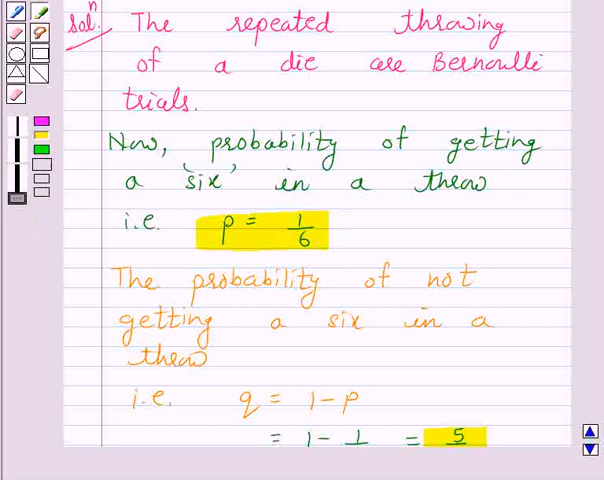 Solⁿ. The repeated throwing
of a die are Bernoulli
trials.
Now, probability of getting
a 'six' in a throw
i.e. p = 1/6
The probability of not
getting a six in a
throw
i.e. q = 1-p
= 1 - 1 = 5